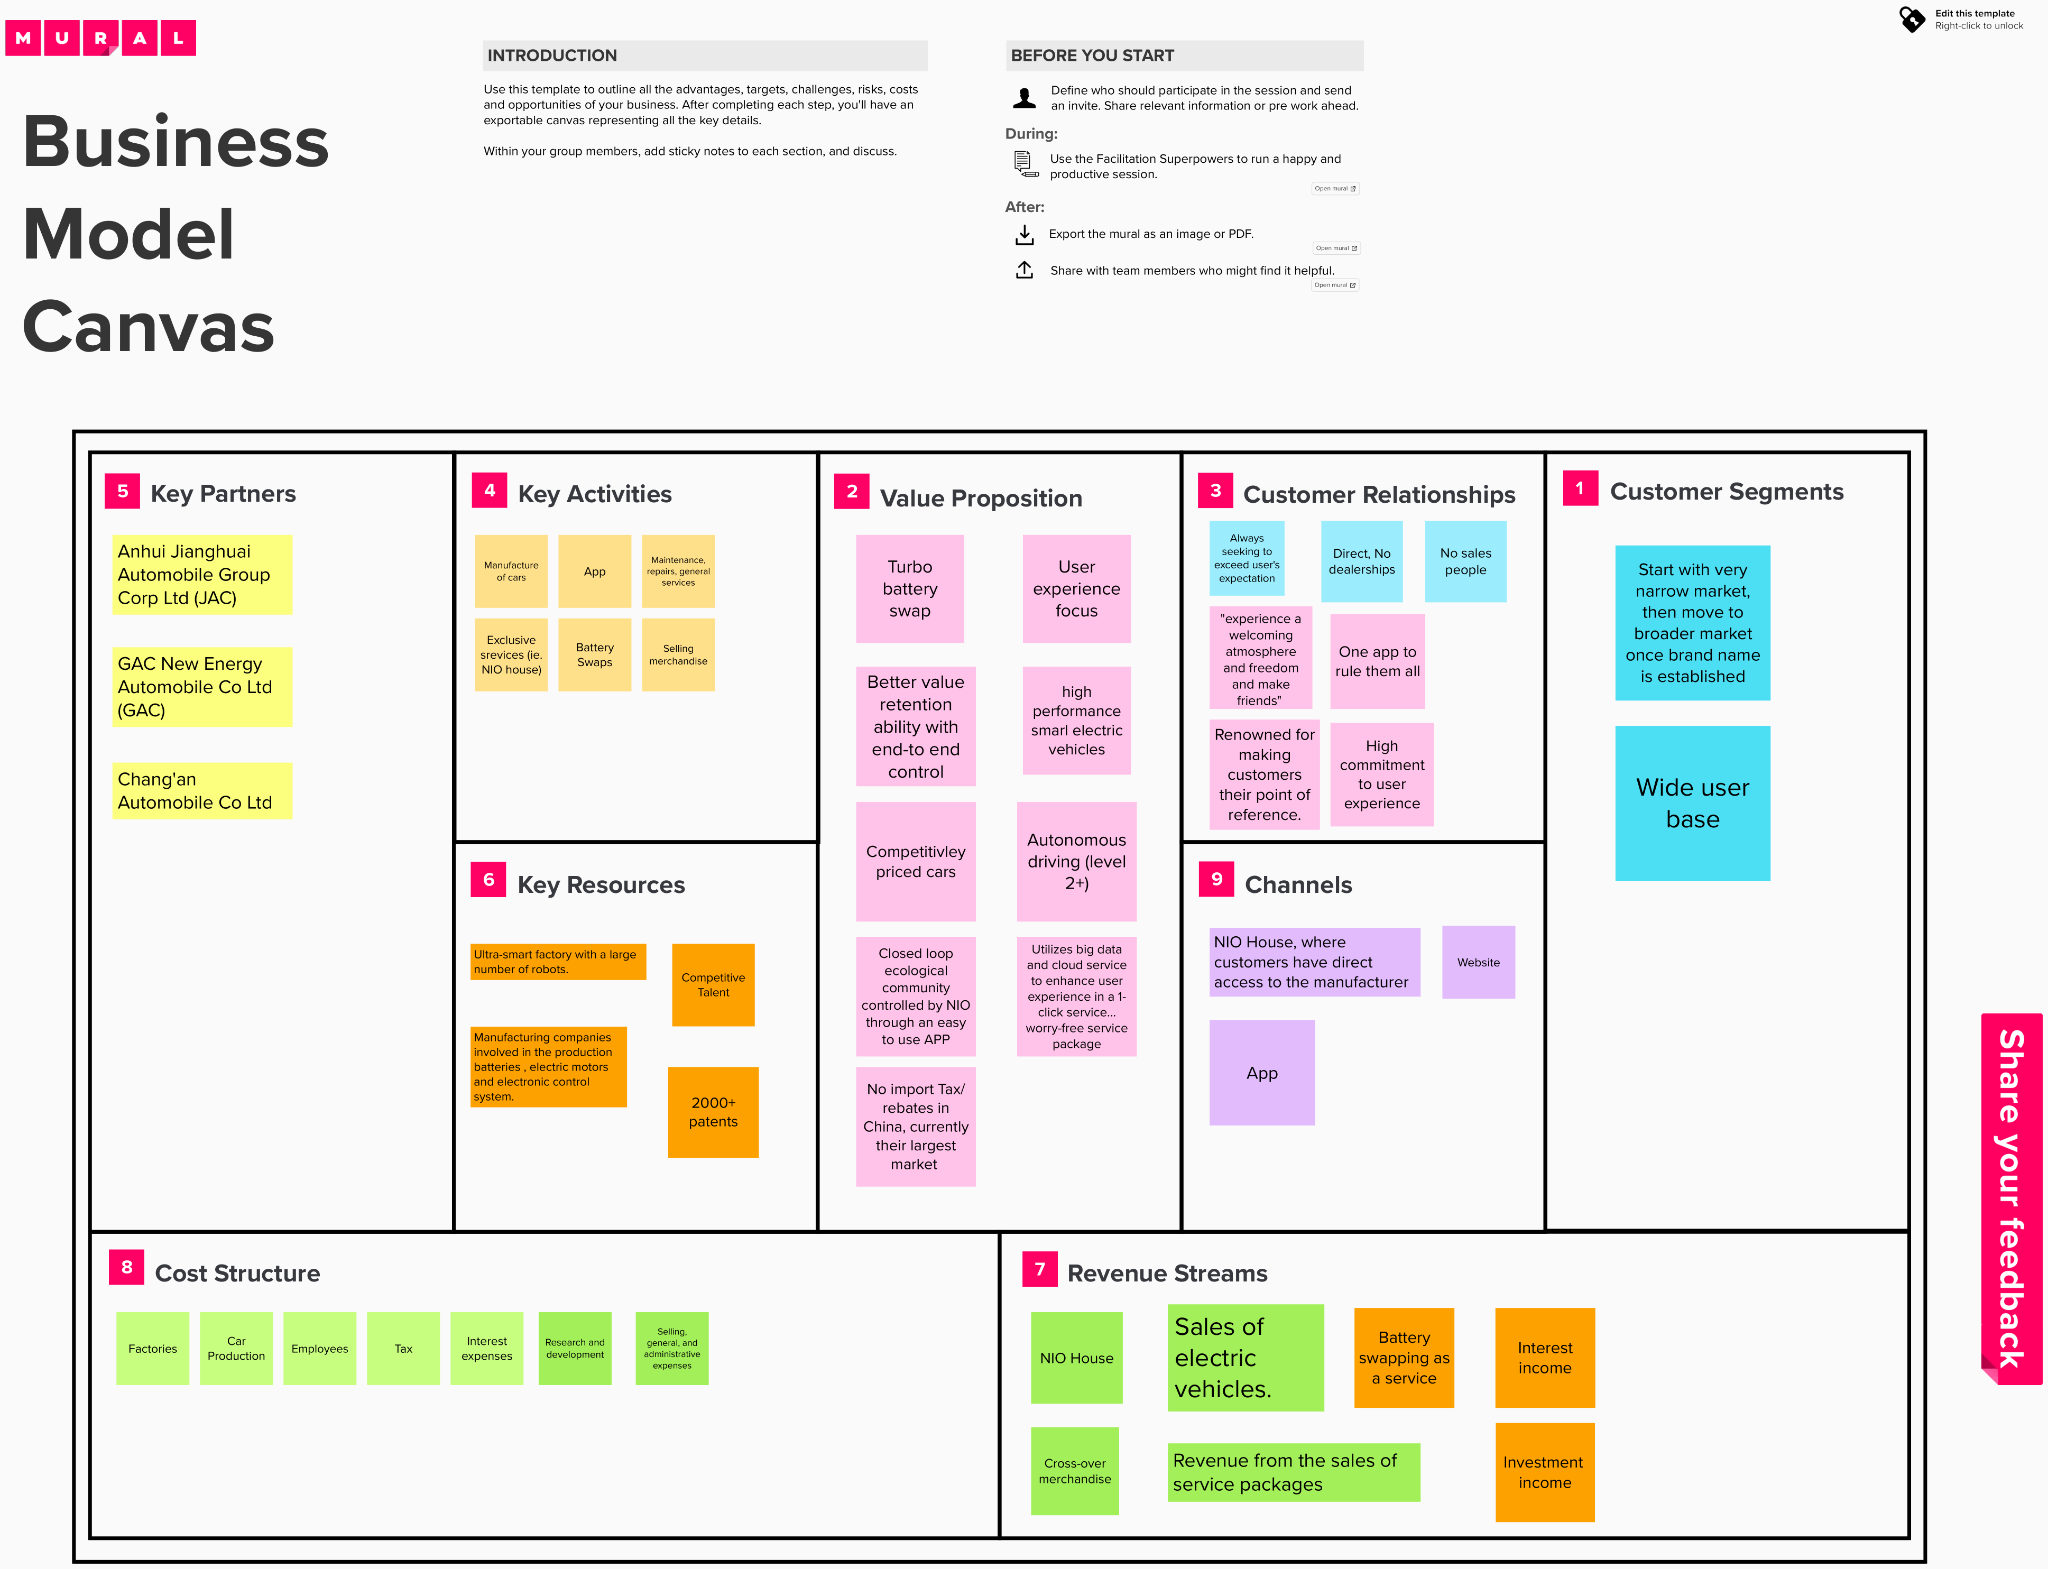 MURAL
Edit this template
Right-click to unlock
Business
Model
Canvas
INTRODUCTION
Use this template to outline all the advantages, targets, challenges, risks, costs
and opportunities of your business. After completing each step, you'll have an
exportable canvas representing all the key details.
Within your group members, add sticky notes to each section, and discuss.
BEFORE YOU START
Define who should participate in the session and send
an invite. Share relevant information or pre work ahead.
During:
Use the Facilitation Superpowers to run a happy and
productive session.
Open mural
After:
Export the mural as an image or PDF.
Open mural
Share with team members who might find it helpful.
Open mural
5 Key Partners
Anhui Jianghuai
Automobile Group
Corp Ltd (JAC)
GAC New Energy
Automobile Co Ltd
(GAC)
Chang'an
Automobile Co Ltd
4 Key Activities
Manufacture
of cars
App
Maintenance,
repairs, general
services
Exclusive
srevices (ie.
NIO house)
Battery
Swaps
Selling
merchandise
6 Key Resources
Ultra-smart factory with a large
number of robots.
Competitive
Talent
Manufacturing companies
involved in the production
batteries , electric motors
and electronic control
system.
2000+
patents
2 Value Proposition
Turbo
battery
swap
User
experience
focus
Better value
retention
ability with
end-to end
control
high
performance
smarl electric
vehicles
Competitivley
priced cars
Autonomous
driving (level
2+)
Closed loop
ecological
community
controlled by NIO
through an easy
to use APP
Utilizes big data
and cloud service
to enhance user
experience in a 1-
click service...
worry-free service
package
No import Tax/
rebates in
China, currently
their largest
market
3 Customer Relationships
Always
seeking to
exceed user's
expectation
Direct, No
dealerships
No sales
people
"experience a
welcoming
atmosphere
and freedom
and make
friends"
One app to
rule them all
Renowned for
making
customers
their point of
reference.
High
commitment
to user
experience
9 Channels
NIO House, where
customers have direct
access to the manufacturer
Website
App
1 Customer Segments
Start with very
narrow market,
then move to
broader market
once brand name
is established
Wide user
base
8 Cost Structure
Factories
Car
Production
Employees
Tax
Interest
expenses
Research and
development
Selling,
general, and
administrative
expenses
7 Revenue Streams
NIO House
Sales of
electric
vehicles.
Battery
swapping as
a service
Interest
income
Cross-over
merchandise
Revenue from the sales of
service packages
Investment
income
Share your feedback